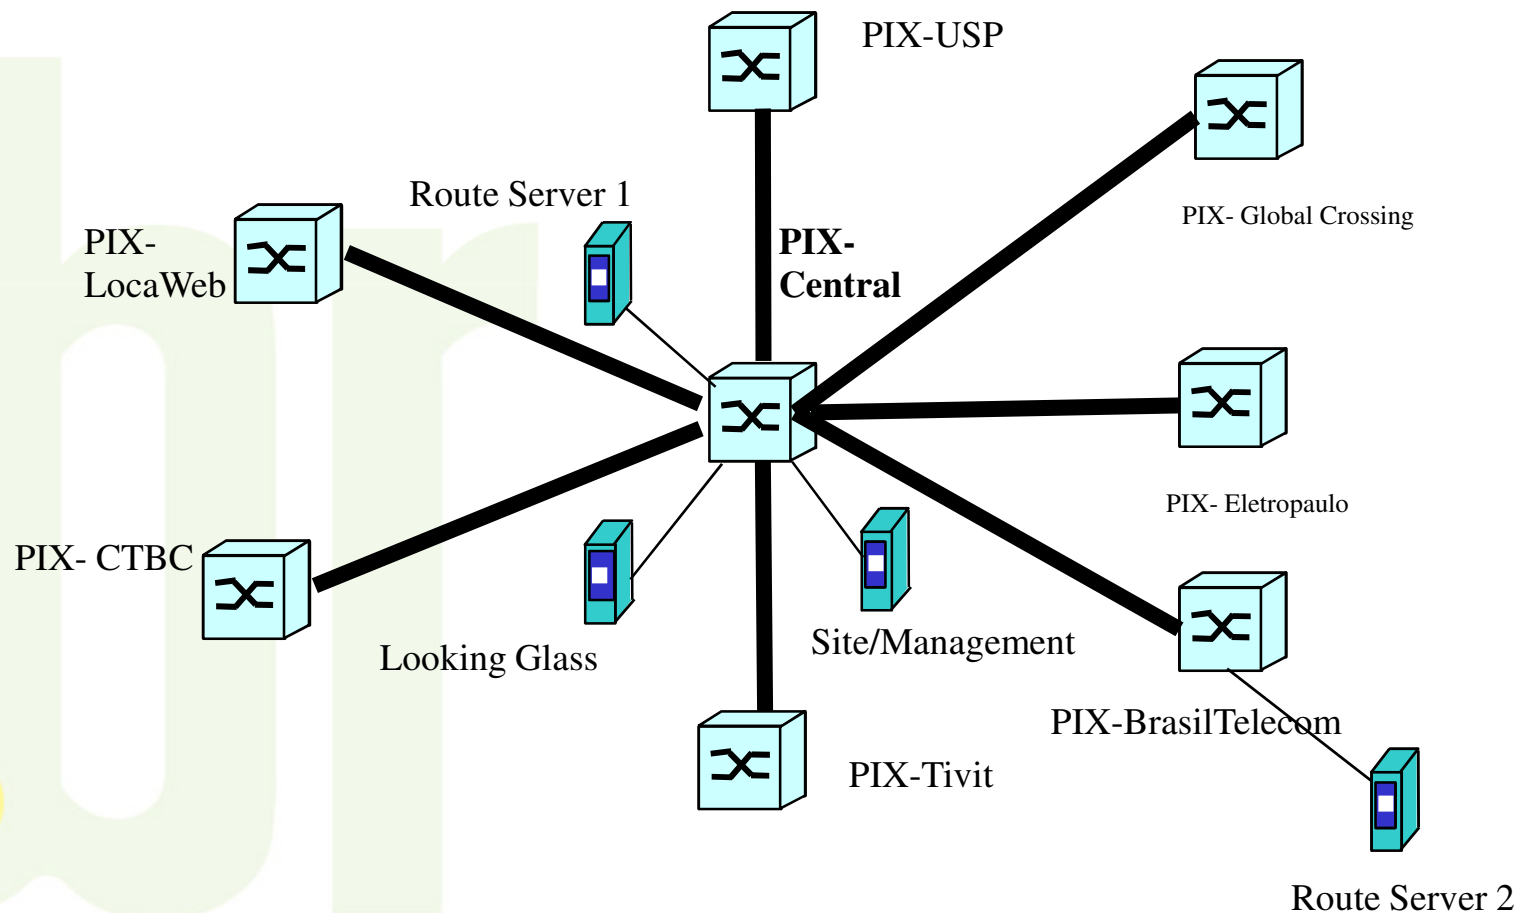 PIX-USP
Route Server 1
PIX- Global Crossing
PIX-
LocaWeb
PIX-
Central
PIX- Eletropaulo
PIX- CTBC
Looking Glass
Site/Management
PIX-BrasilTelecom
PIX-Tivit
Route Server 2